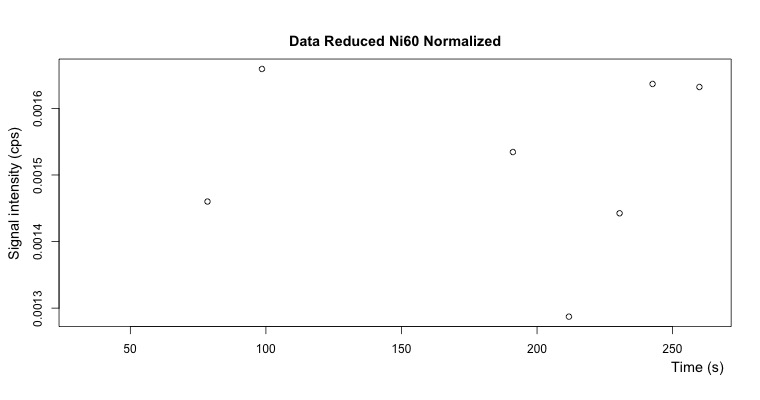 Data Reduced Ni60 Normalized
Signal intensity (cps)
0.0016
0.0015
0.0014
0.0013
50 100 150 200 250
Time (s)